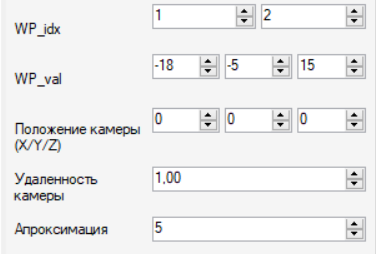 WP_idx 1 2
WP_val -18 -5 15
Положение камеры 0 0 0
(X/Y/Z)
Удаленность 1,00
камеры
Апроксимация 5